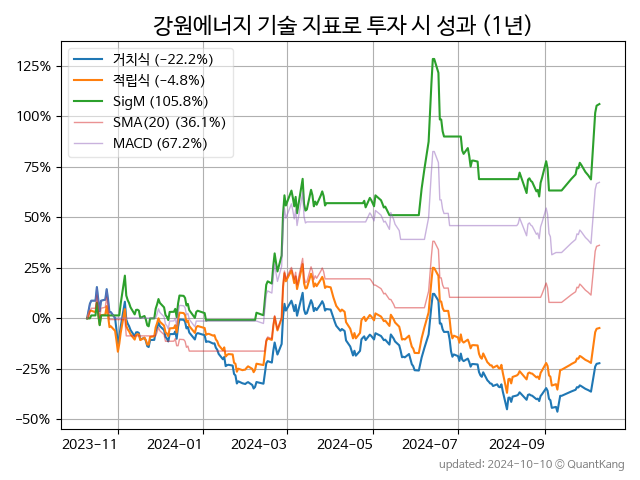 강원에너지 기술 지표로 투자 시 성과 (1년)
거치식 (−22.2%)
적립식 (−4.8%)
SigM (105.8%)
SMA(20) (36.1%)
MACD (67.2%)
125%
100%
75%
50%
25%
0%
−25%
−50%
2023-11
2024-01
2024-03
2024-05
2024-07
2024-09
updated: 2024-10-10 © QuantKang